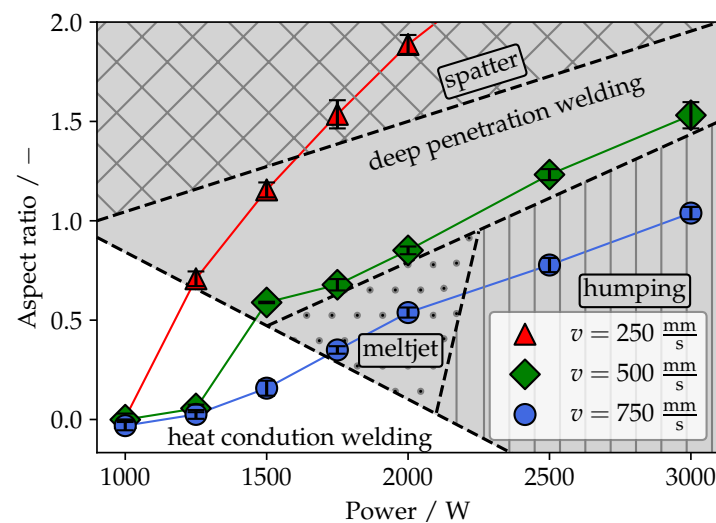 2.0
1.5
1.0
0.5
0.0
Aspect ratio / −
spatter
deep penetration welding
humping
meltjet
heat condution welding
v = 250 mm/s
v = 500 mm/s
v = 750 mm/s
1000 1500 2000 2500 3000
Power / W